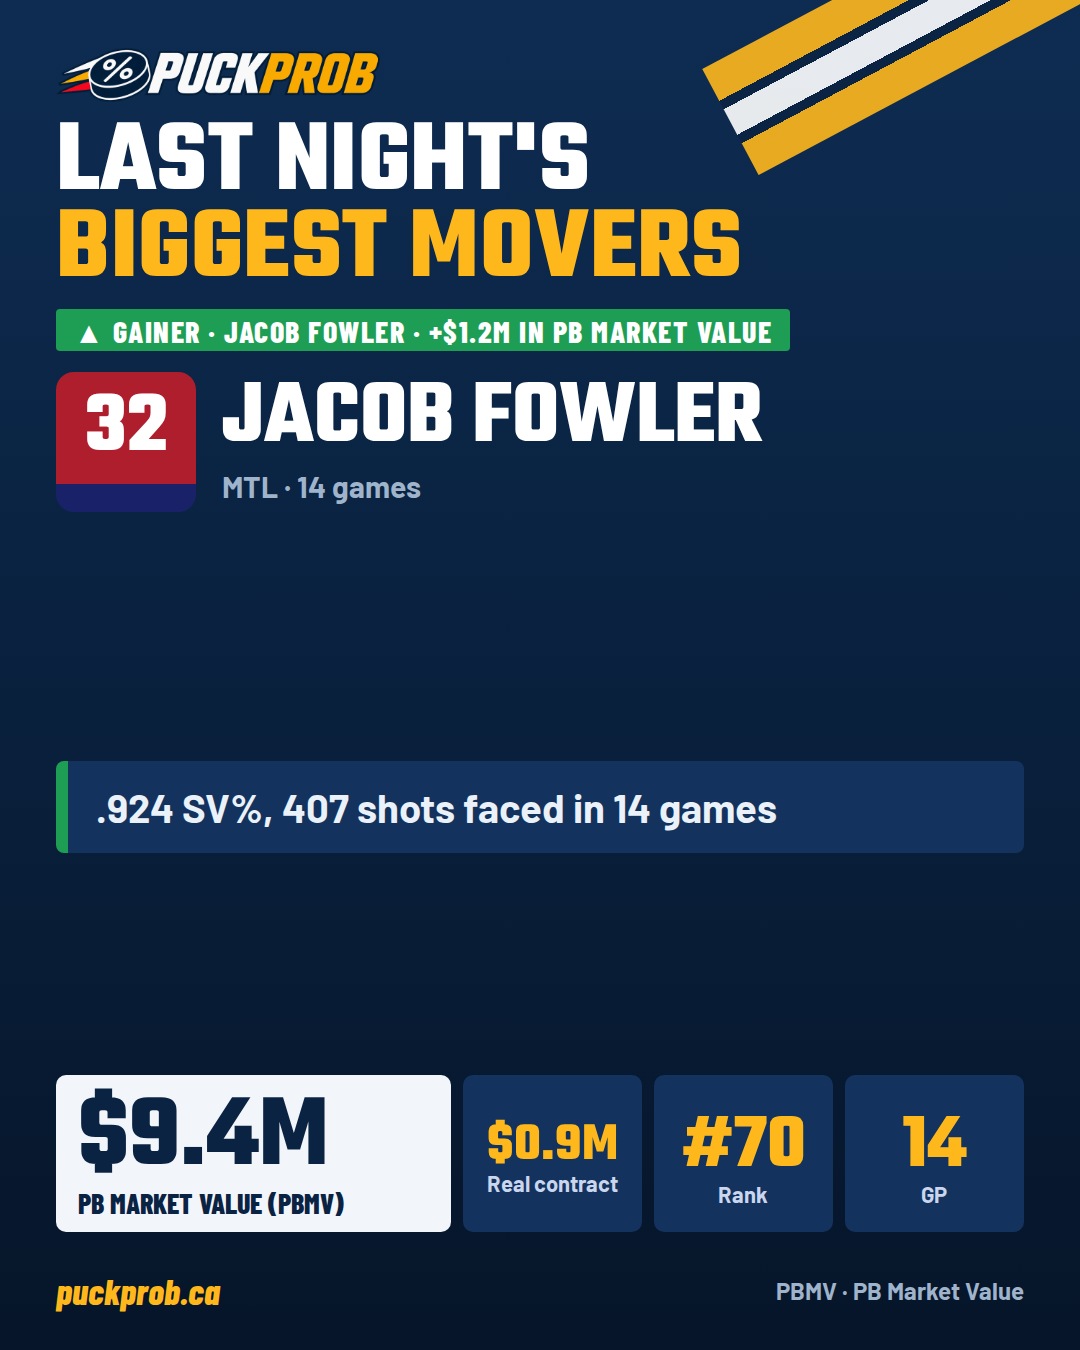 %PUCKPROB
LAST NIGHT'S
BIGGEST MOVERS
▲ GAINER · JACOB FOWLER · +$1.2M IN PB MARKET VALUE
32
JACOB FOWLER
MTL · 14 games
.924 SV%, 407 shots faced in 14 games
$9.4M
PB MARKET VALUE (PBMV)
$0.9M
Real contract
#70
Rank
14
GP
puckprob.ca
PBMV · PB Market Value